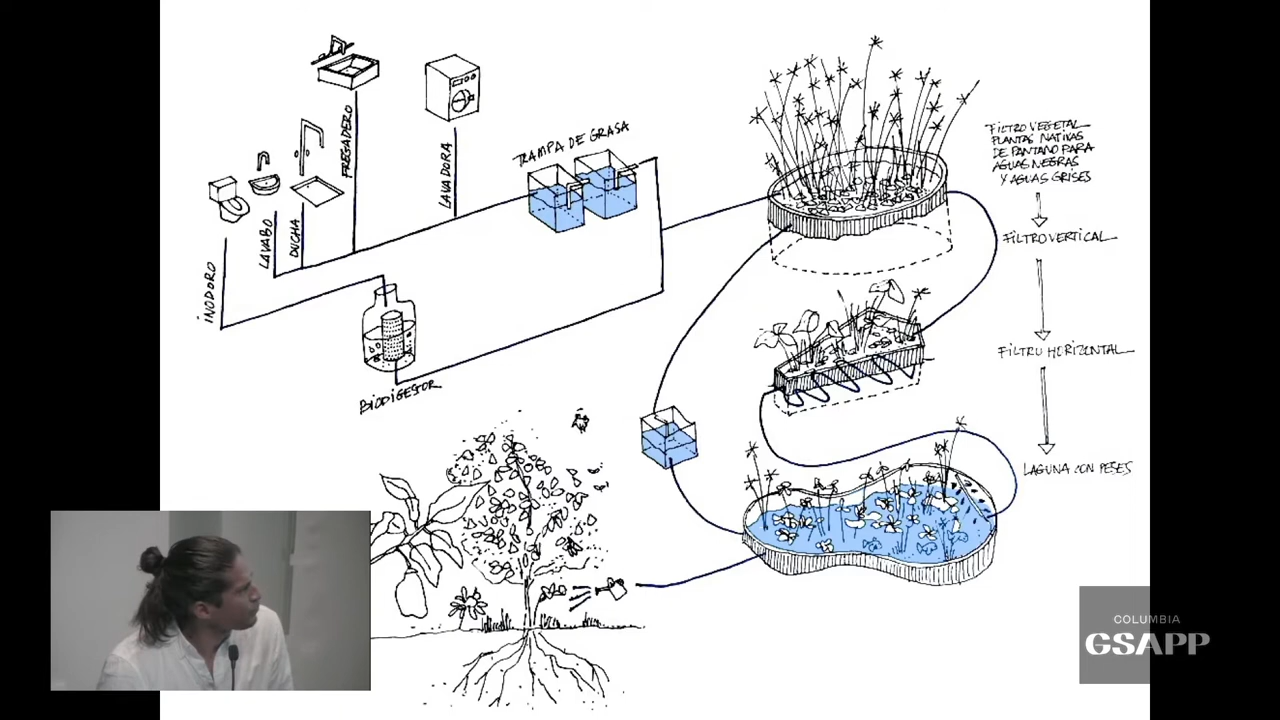 FREGADERO
LAVADORA
TRAMPA DE GRASA
LAVABO
DUCHA
INODORO
BIODIGESTOR
FILTRO VEGETAL
PLANTAS NATIVAS
DE PANTANO PARA
AGUAS NEGRAS
Y AGUAS GRISES
FILTRO VERTICAL
FILTRO HORIZONTAL
LAGUNA CON PESES
COLUMBIA
GSAPP